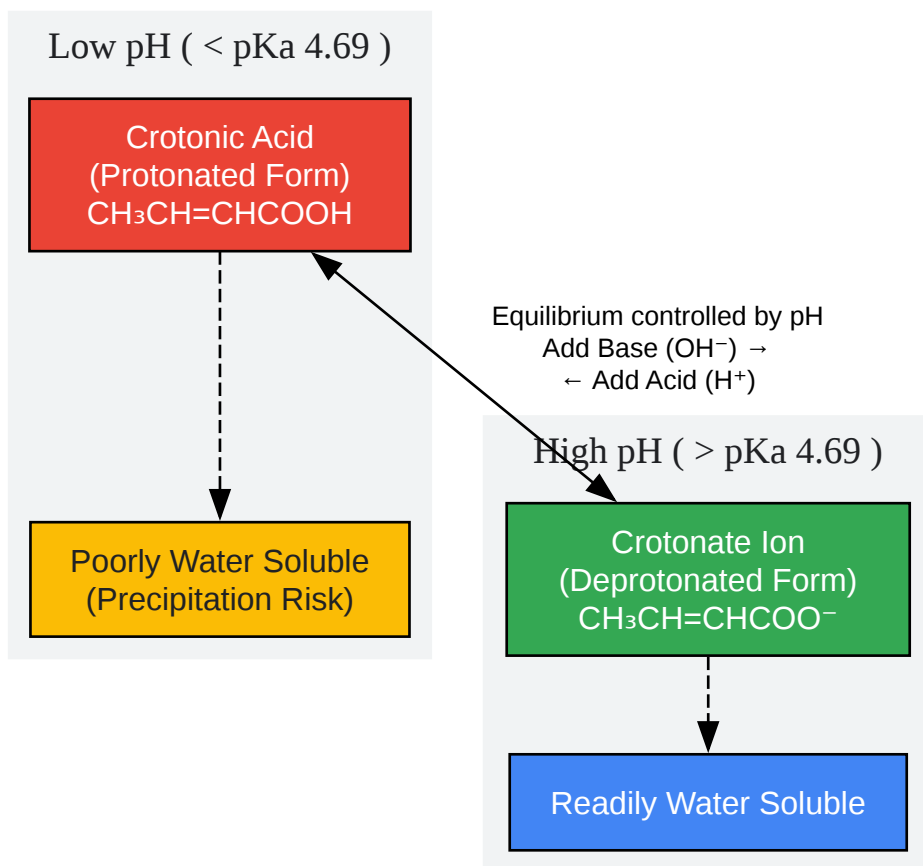 Low pH ( < pKa 4.69 )
Crotonic Acid
(Protonated Form)
CH₃CH=CHCOOH
Equilibrium controlled by pH
Add Base (OH⁻) →
← Add Acid (H⁺)
High pH ( > pKa 4.69 )
Poorly Water Soluble
(Precipitation Risk)
Crotonate Ion
(Deprotonated Form)
CH₃CH=CHCOO⁻
Readily Water Soluble